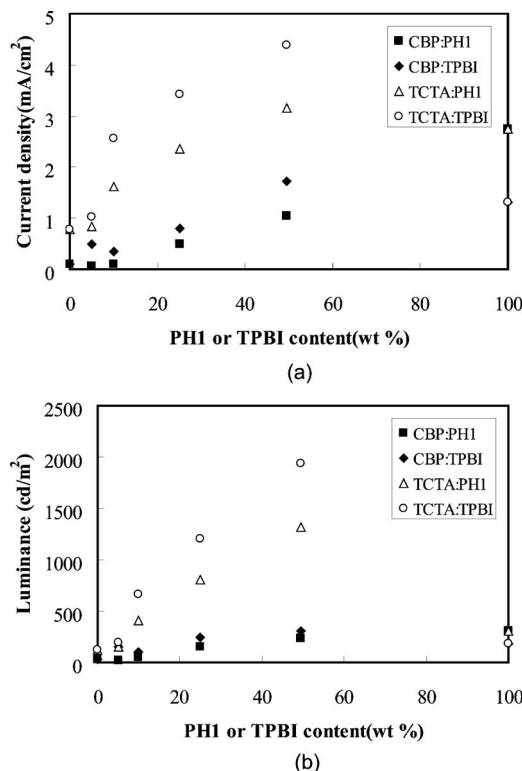 5
4
3
2
1
0
Current density(mA/cm²)
CBP:PH1
CBP:TPBI
TCTA:PH1
TCTA:TPBI
0 20 40 60 80 100
PH1 or TPBI content(wt %)
(a)
2500
2000
1500
1000
500
0
Luminance (cd/m²)
CBP:PH1
CBP:TPBI
TCTA:PH1
TCTA:TPBI
0 20 40 60 80 100
PH1 or TPBI content(wt %)
(b)